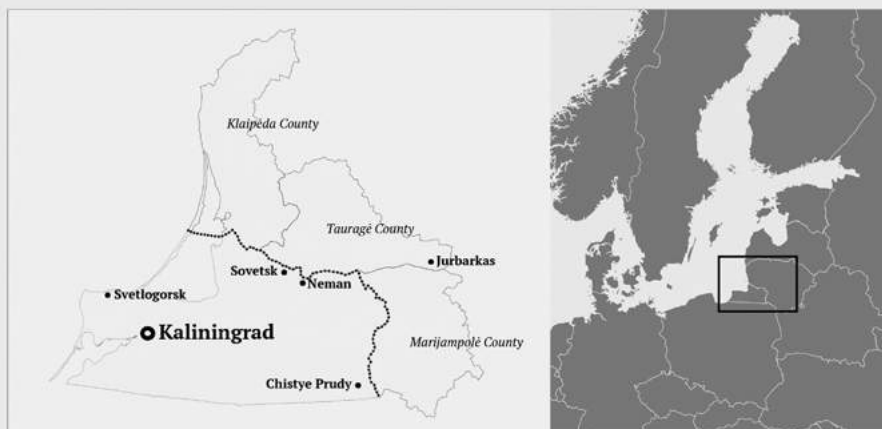 Klaipėda County
Tauragė County
Jurbarkas
Sovetsk
Neman
Svetlogorsk
Kaliningrad
Marijampolė County
Chistye Prudy